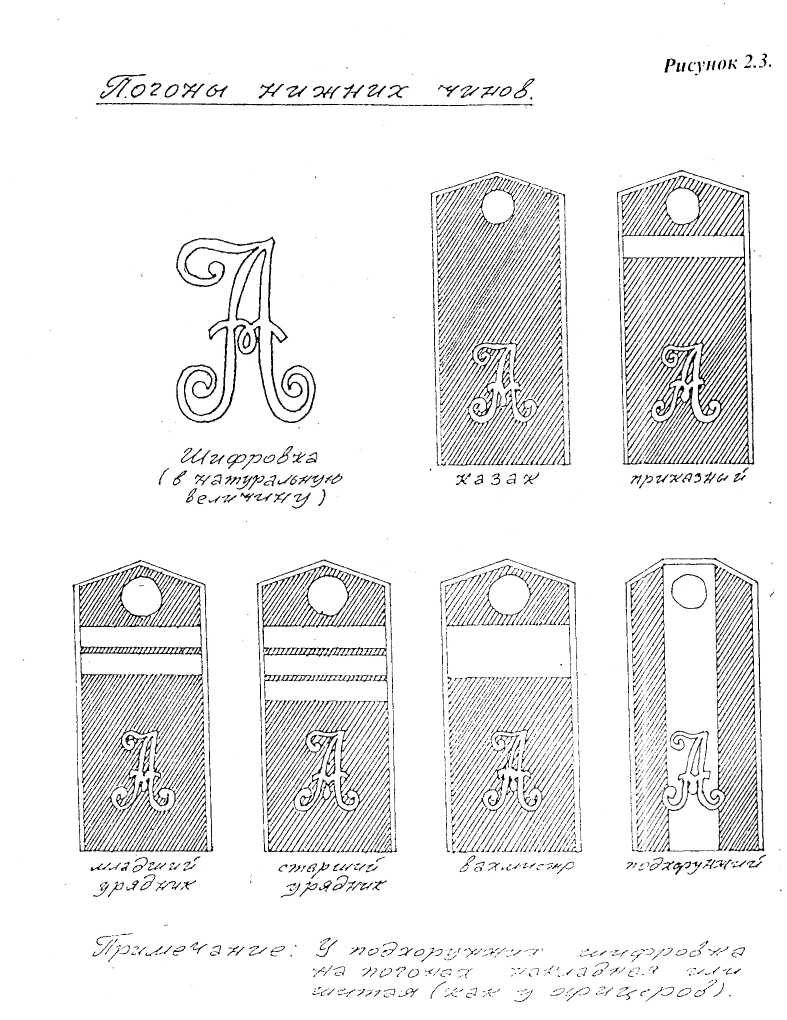 Рисунок 2.3.
Погоны нижних чинов.
Шифровка
(в натуральную
величину)
казак
приказный
младший
урядник
старший
урядник
вахмистр
подхорунжий
Примечание: У подхорунжих шифровка
на погонах накладная или
шитая (как у офицеров).